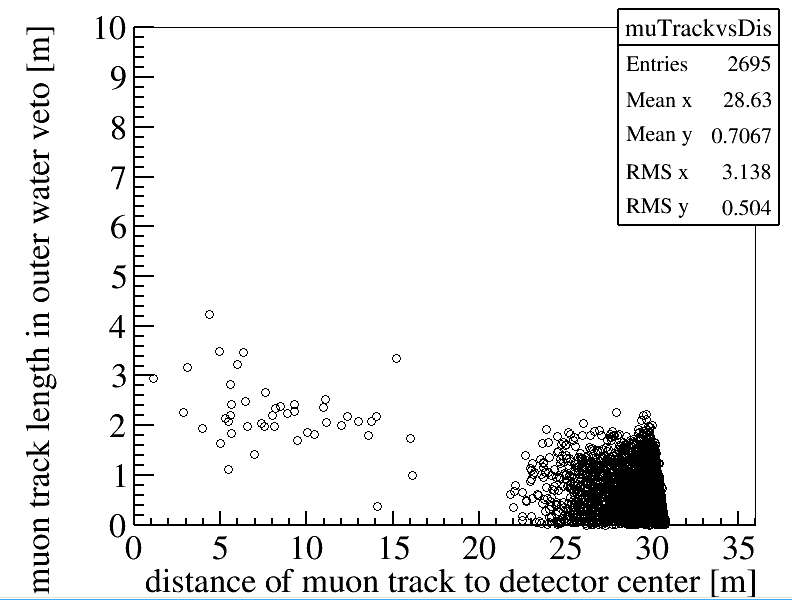 muTrackvsDis
Entries 2695
Mean x 28.63
Mean y 0.7067
RMS x 3.138
RMS y 0.504
muon track length in outer water veto [m]
10
9
8
7
6
5
4
3
2
1
0
0 5 10 15 20 25 30 35
distance of muon track to detector center [m]